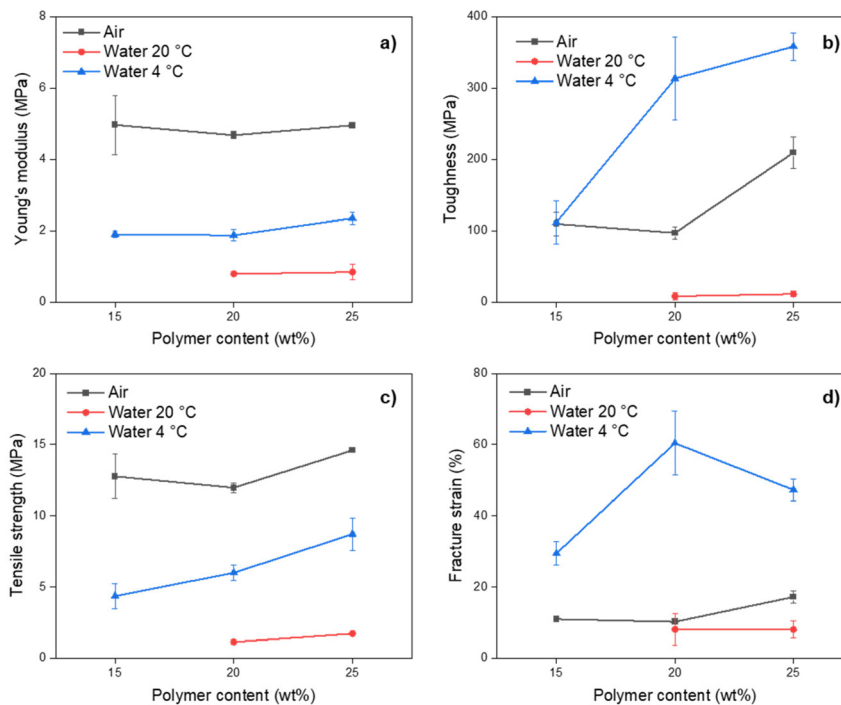 8
6
4
2
0
Young's modulus (MPa)
Air
Water 20 °C
Water 4 °C
a)
15
20
25
Polymer content (wt%)
400
300
200
100
0
Toughness (MPa)
Air
Water 20 °C
Water 4 °C
b)
15
20
25
Polymer content (wt%)
20
15
10
5
0
Tensile strength (MPa)
Air
Water 20 °C
Water 4 °C
c)
15
20
25
Polymer content (wt%)
80
60
40
20
0
Fracture strain (%)
Air
Water 20 °C
Water 4 °C
d)
15
20
25
Polymer content (wt%)